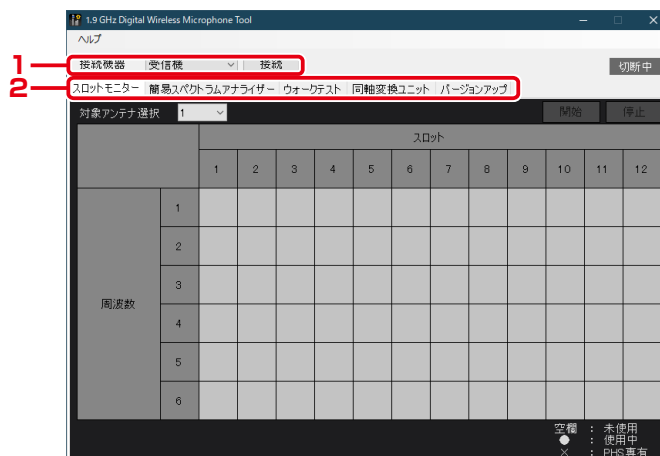 1.9 GHz Digital Wireless Microphone Tool
ヘルプ
1 接続機器 受信機 接続 切断中
2 スロットモニター 簡易スペクトラムアナライザー ウォークテスト 同軸変換ユニット バージョンアップ
対象アンテナ選択 1 開始 停止
スロット
1 2 3 4 5 6 7 8 9 10 11 12
周波数
1
2
3
4
5
6
空欄 : 未使用
● : 使用中
× : PHS専有